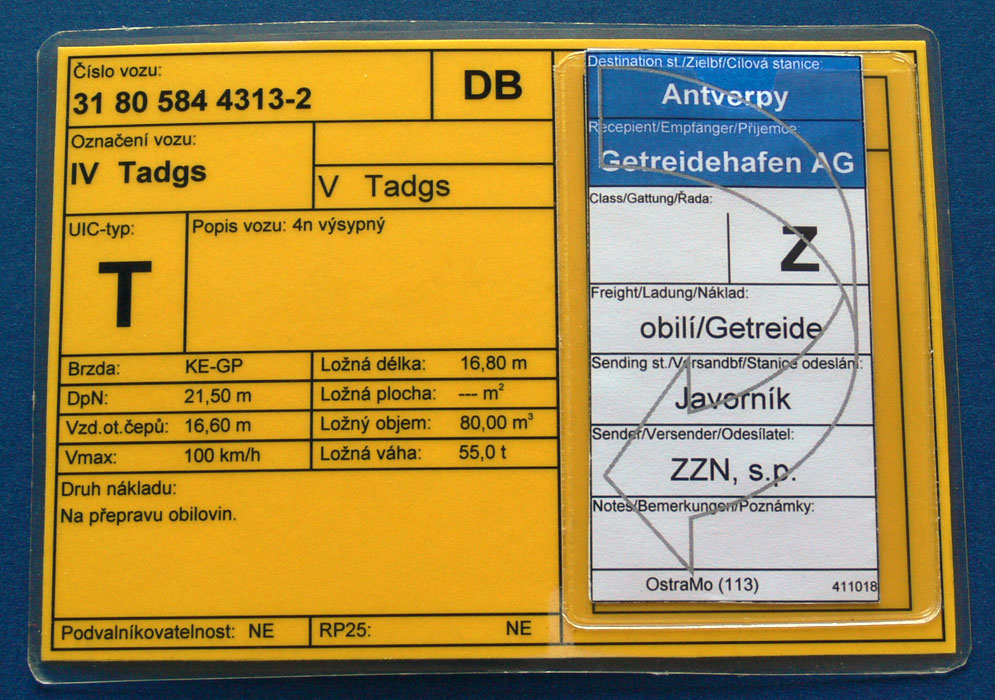 Číslo vozu:
31 80 584 4313-2
DB
Označení vozu:
IV Tadgs
V Tadgs
UIC-typ:
T
Popis vozu: 4n výsypný
Brzda: KE-GP
Ložná délka: 16,80 m
DpN: 21,50 m
Ložná plocha: --- m²
Vzd.ot.čepů: 16,60 m
Ložný objem: 80,00 m³
Vmax: 100 km/h
Ložná váha: 55,0 t
Druh nákladu:
Na přepravu obilovin.
Podvalníkovatelnost: NE
RP25: NE
Destination st./Zielbf/Cílová stanice:
Antverpy
Recepient/Empfänger/Příjemce:
Getreidehafen AG
Class/Gattung/Řada:
Z
Freight/Ladung/Náklad:
obilí/Getreide
Sending st./Versandbf/Stanice odeslání:
Javorník
Sender/Versender/Odesílatel:
ZZN, s.p.
Notes/Bemerkungen/Poznámky:
OstraMo (113)
411018